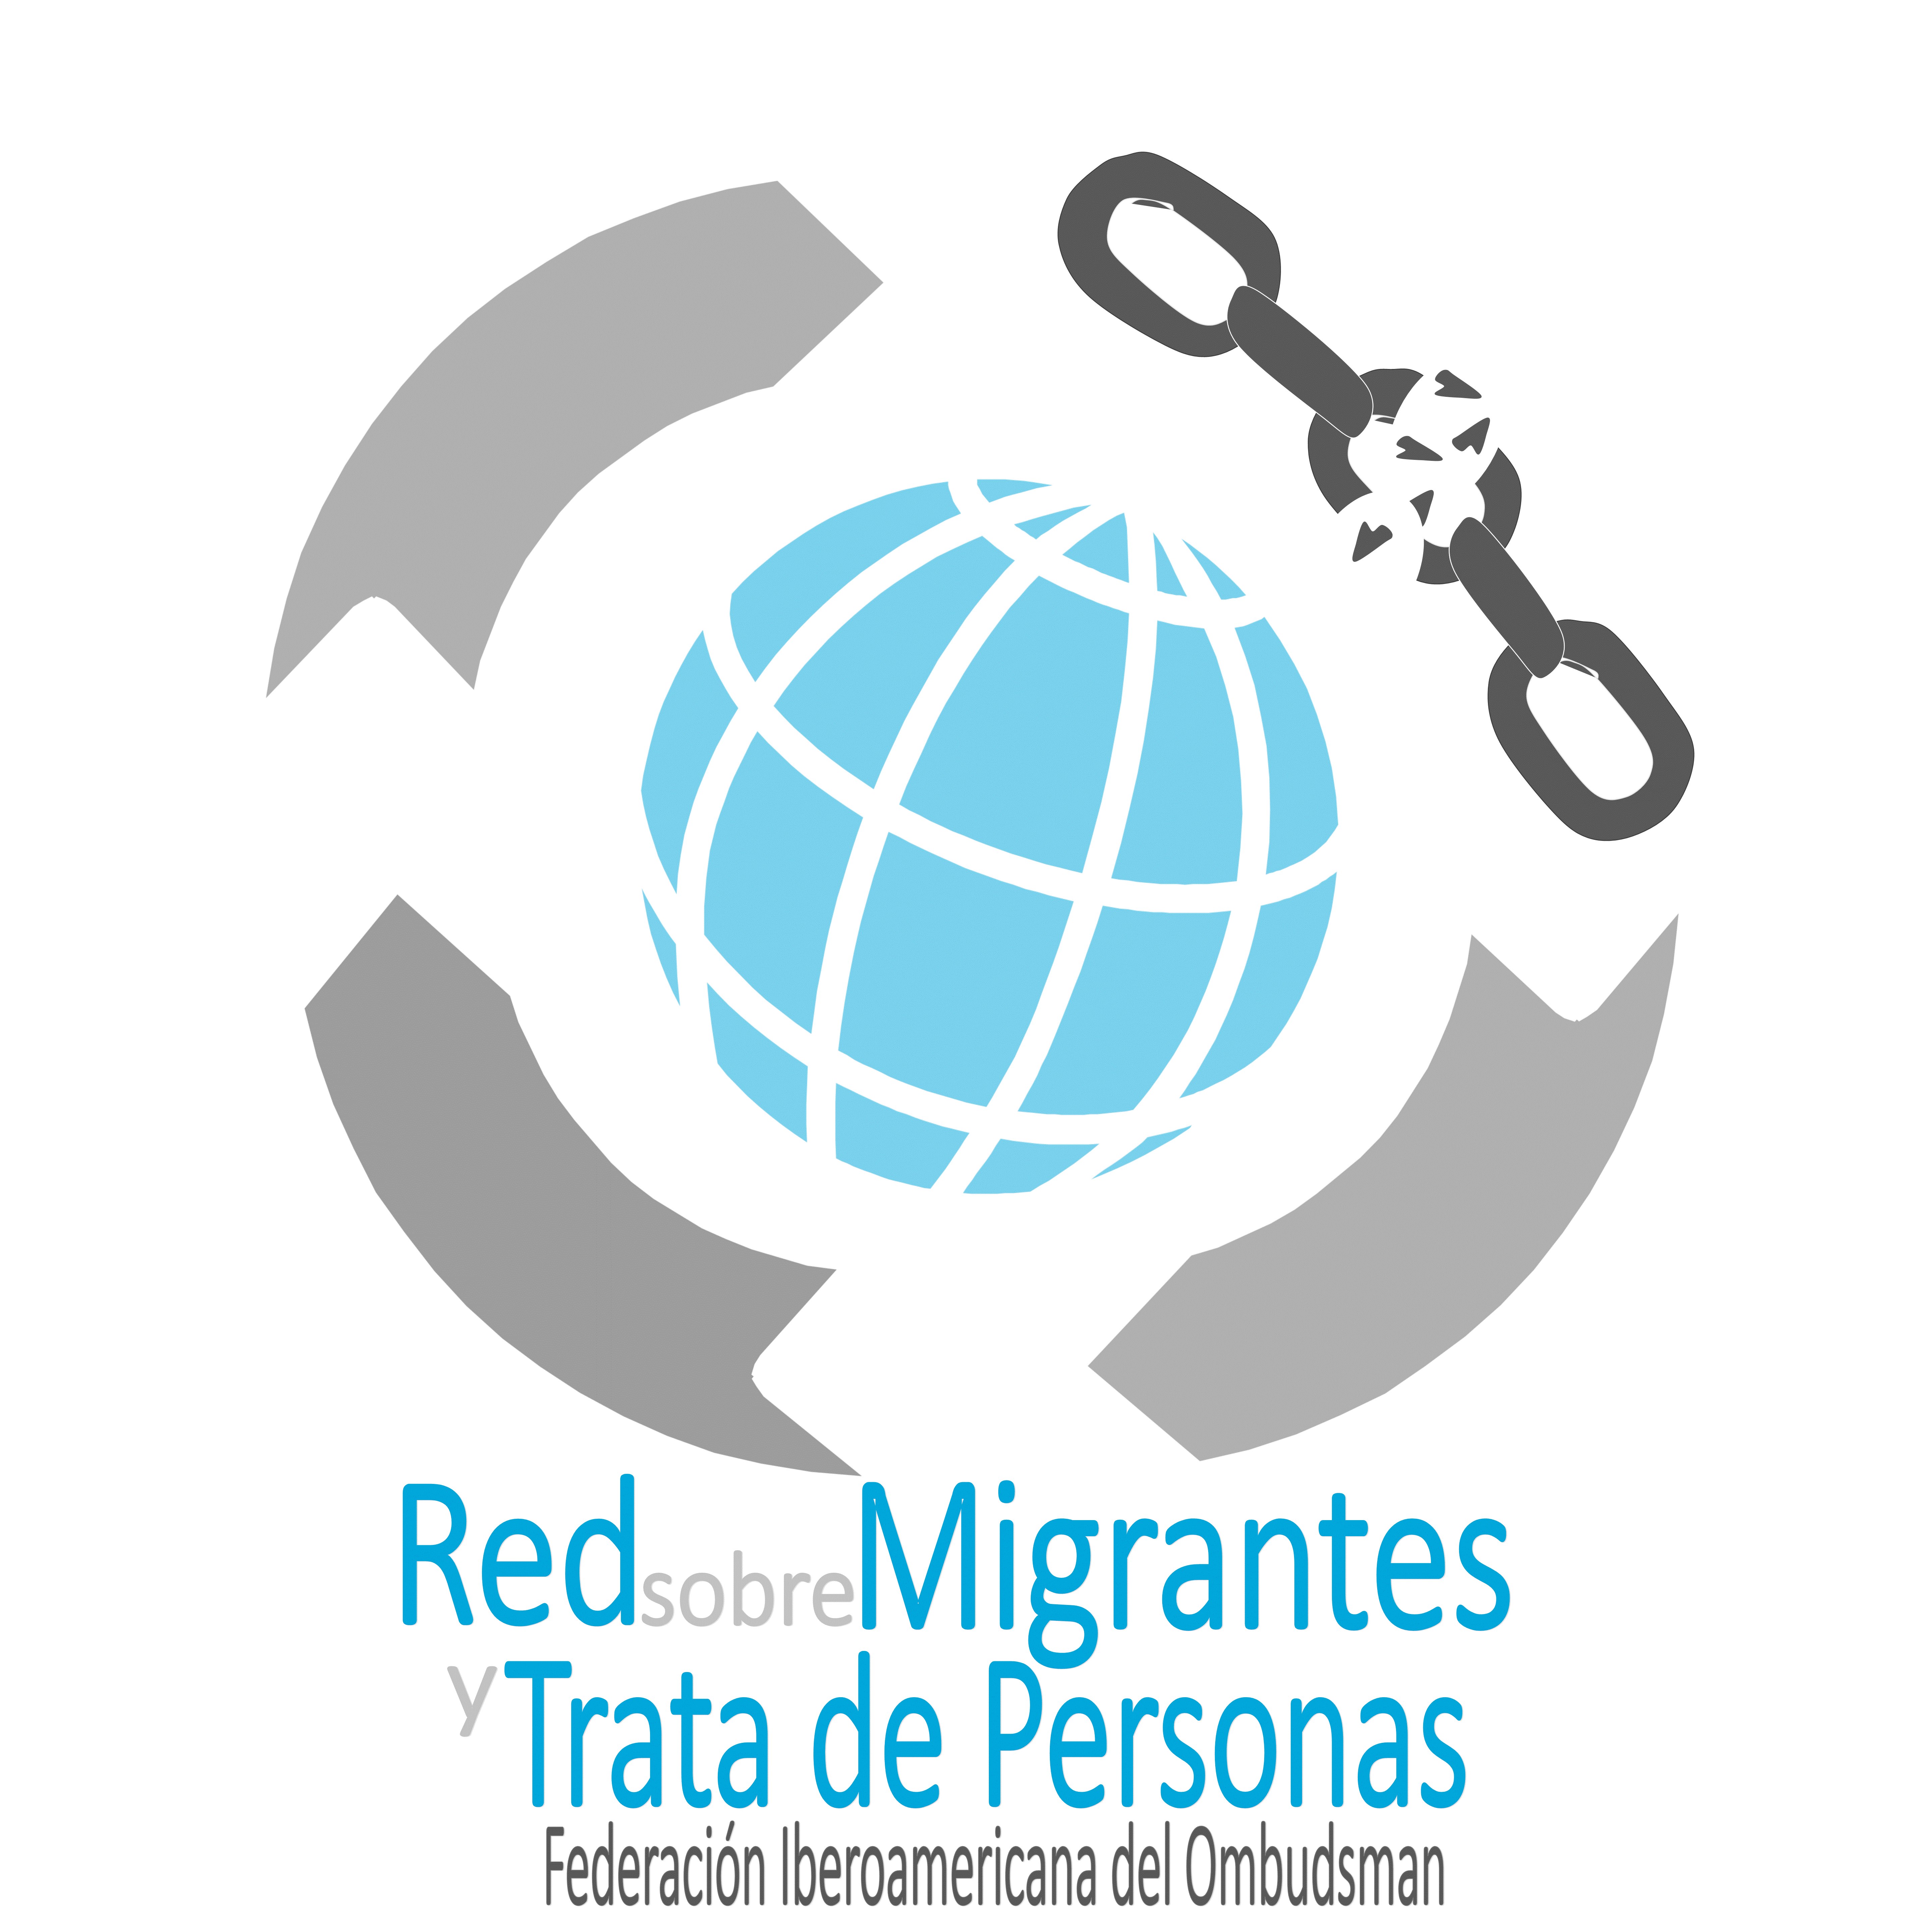 Red sobre Migrantes
y Trata de Personas
Federación Iberoamericana del Ombudsman